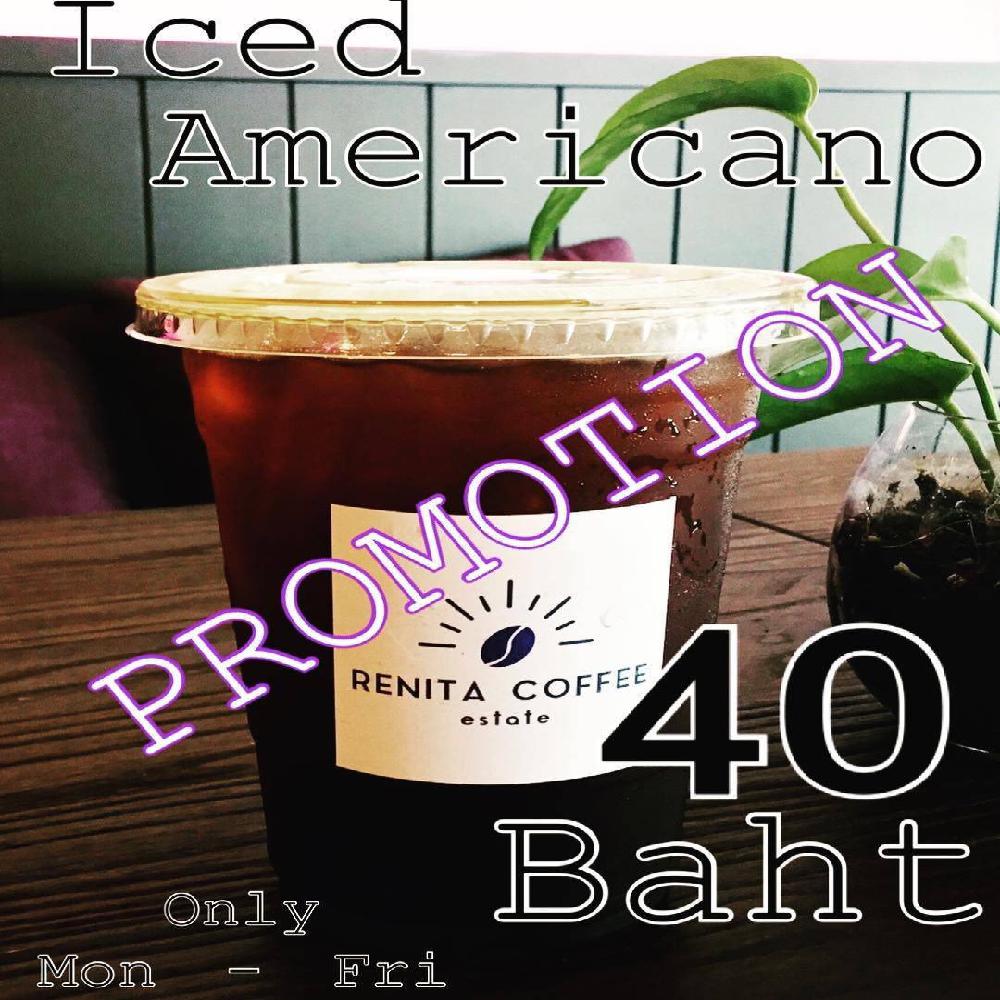 Iced
Americano
PROMOTION
RENITA COFFEE
estate
40
Baht
Only
Mon - Fri